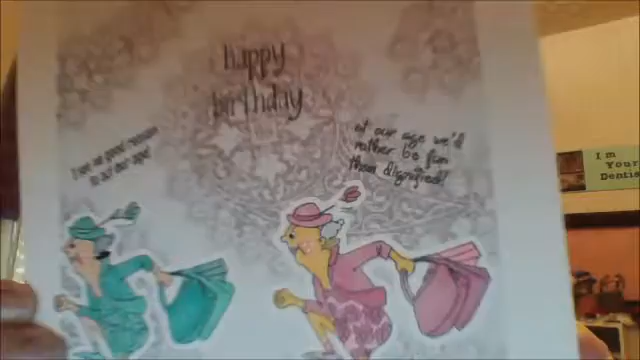 happy
birthday
I see no good reason
to act our age!
at our age we'd
rather be fun
than dignified!
I m
Your
Dentis